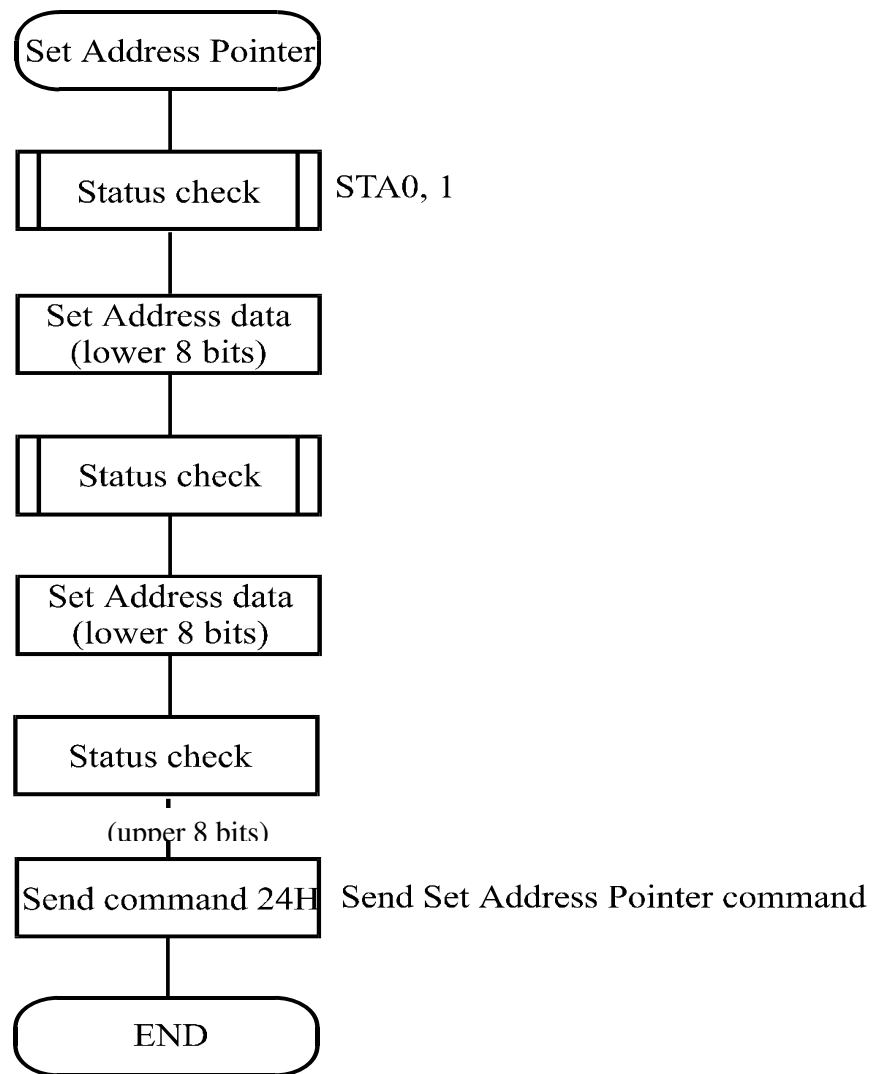 Set Address Pointer
Status check
STA0, 1
Set Address data
(lower 8 bits)
Status check
Set Address data
(lower 8 bits)
Status check
(upper 8 bits)
Send command 24H
Send Set Address Pointer command
END